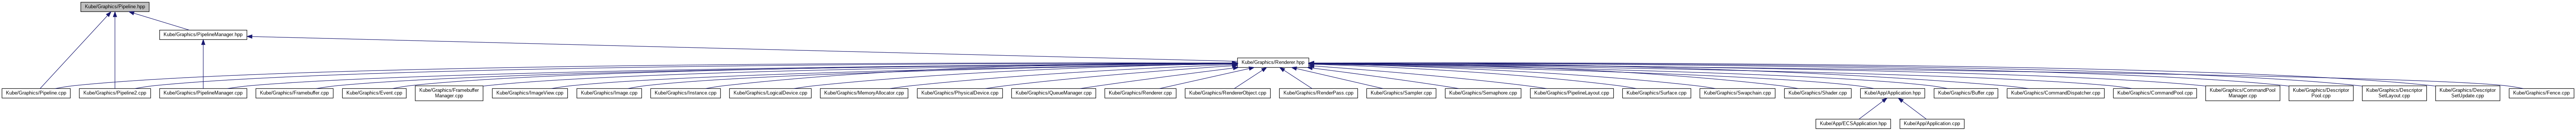 Kube/Graphics/Pipeline.hpp
Kube/Graphics/PipelineManager.hpp
Kube/Graphics/Renderer.hpp
Kube/Graphics/Pipeline.cpp
Kube/Graphics/Pipeline2.cpp
Kube/Graphics/PipelineManager.cpp
Kube/Graphics/Framebuffer.cpp
Kube/Graphics/Event.cpp
Kube/Graphics/Framebuffer
Manager.cpp
Kube/Graphics/ImageView.cpp
Kube/Graphics/Image.cpp
Kube/Graphics/Instance.cpp
Kube/Graphics/LogicalDevice.cpp
Kube/Graphics/MemoryAllocator.cpp
Kube/Graphics/PhysicalDevice.cpp
Kube/Graphics/QueueManager.cpp
Kube/Graphics/Renderer.cpp
Kube/Graphics/RendererObject.cpp
Kube/Graphics/RenderPass.cpp
Kube/Graphics/Sampler.cpp
Kube/Graphics/Semaphore.cpp
Kube/Graphics/PipelineLayout.cpp
Kube/Graphics/Surface.cpp
Kube/Graphics/Swapchain.cpp
Kube/Graphics/Shader.cpp
Kube/App/Application.hpp
Kube/Graphics/Buffer.cpp
Kube/Graphics/CommandDispatcher.cpp
Kube/Graphics/CommandPool.cpp
Kube/Graphics/CommandPool
Manager.cpp
Kube/Graphics/Descriptor
Pool.cpp
Kube/Graphics/Descriptor
SetLayout.cpp
Kube/Graphics/Descriptor
SetUpdate.cpp
Kube/Graphics/Fence.cpp
Kube/App/ECSApplication.hpp
Kube/App/Application.cpp